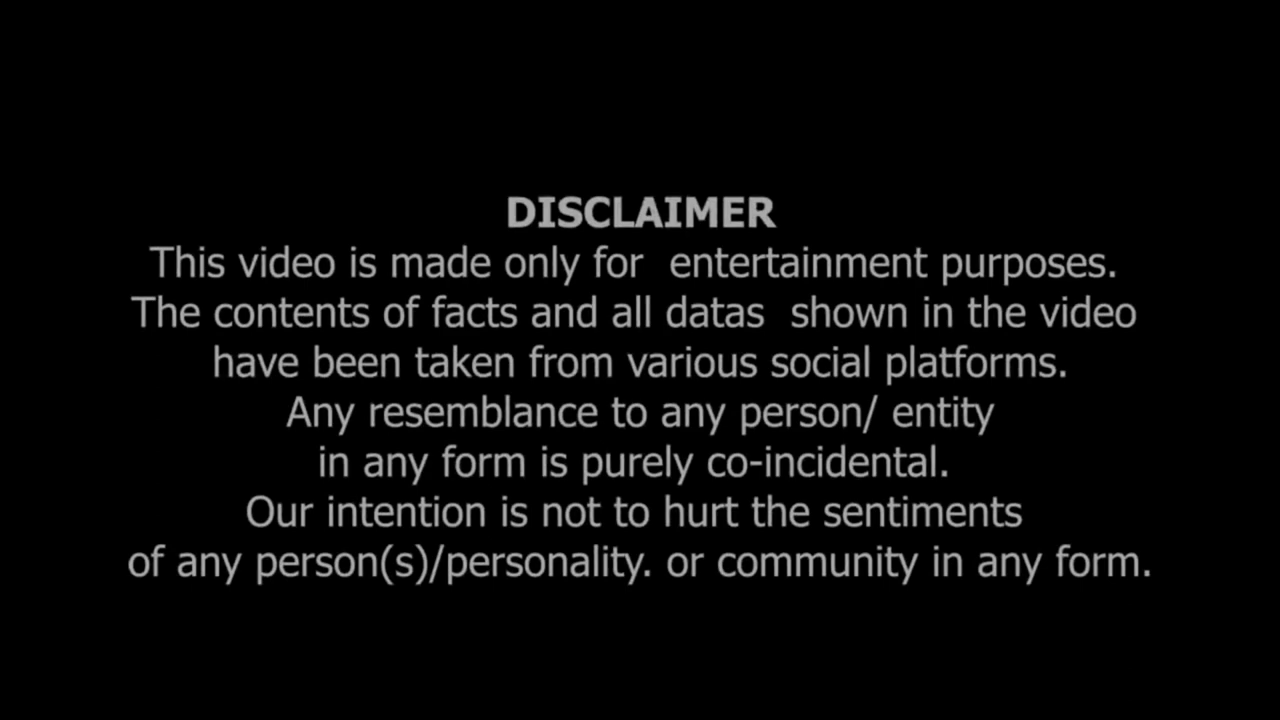 DISCLAIMER
This video is made only for  entertainment purposes.
The contents of facts and all datas  shown in the video
have been taken from various social platforms.
Any resemblance to any person/ entity
in any form is purely co-incidental.
Our intention is not to hurt the sentiments
of any person(s)/personality. or community in any form.